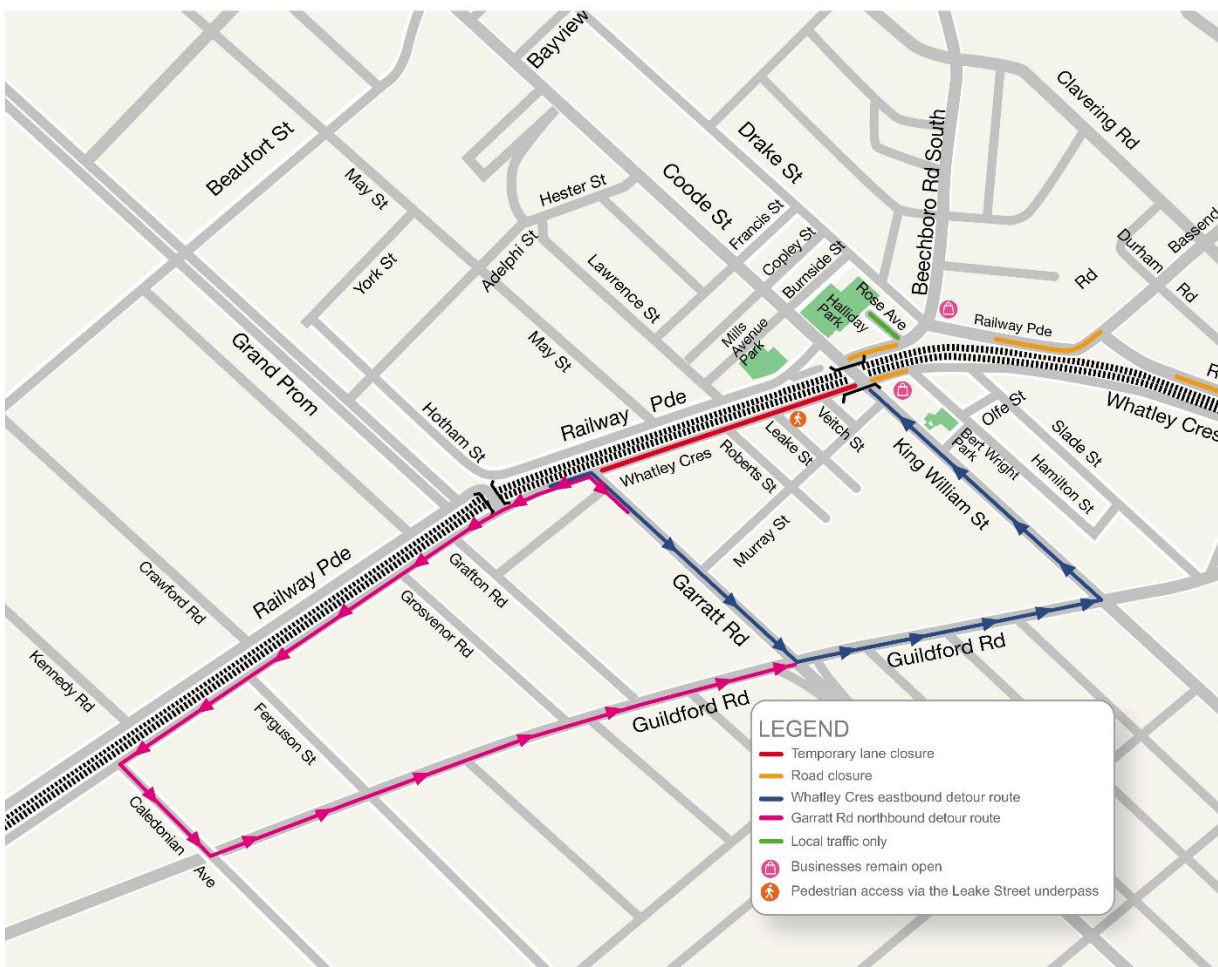 Bayview
Clavering Rd
Beaufort St
Drake St
Beechboro Rd South
May St
Hester St
Coode St
Francis St
Copley St
Burnside St
Durham
Rd
Bassend
Rd
York St
Adelphi St
Lawrence St
Rose Ave
Halliday
Park
Mills
Avenue
Park
Railway Pde
R
May St
Grand Prom
Hotham St
Railway Pde
Whatley Cres
Whatley Cres
Roberts St
Leake St
Veitch St
Olfe St
Slade St
Bert Wright
Park
Hamilton St
King William St
Murray St
Railway Pde
Crawford Rd
Grafton Rd
Grosvenor Rd
Garratt Rd
Guildford Rd
Kennedy Rd
Ferguson St
Guildford Rd
Caledonian
Ave
LEGEND
Temporary lane closure
Road closure
Whatley Cres eastbound detour route
Garratt Rd northbound detour route
Local traffic only
Businesses remain open
Pedestrian access via the Leake Street underpass